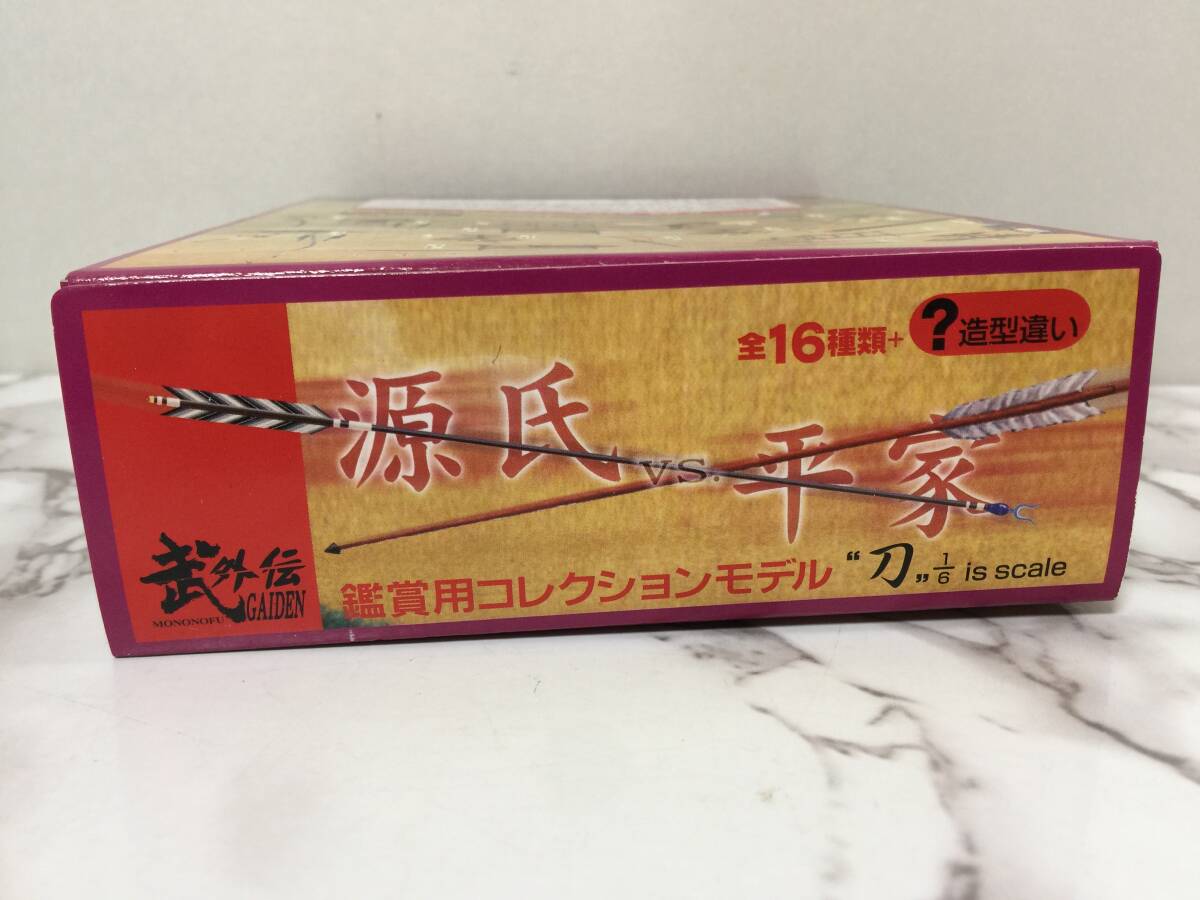 全16種類+ ?造型違い
源氏 vs. 平家
武外伝
MONONOFU GAIDEN
鑑賞用コレクションモデル "刀" 1/6 is scale